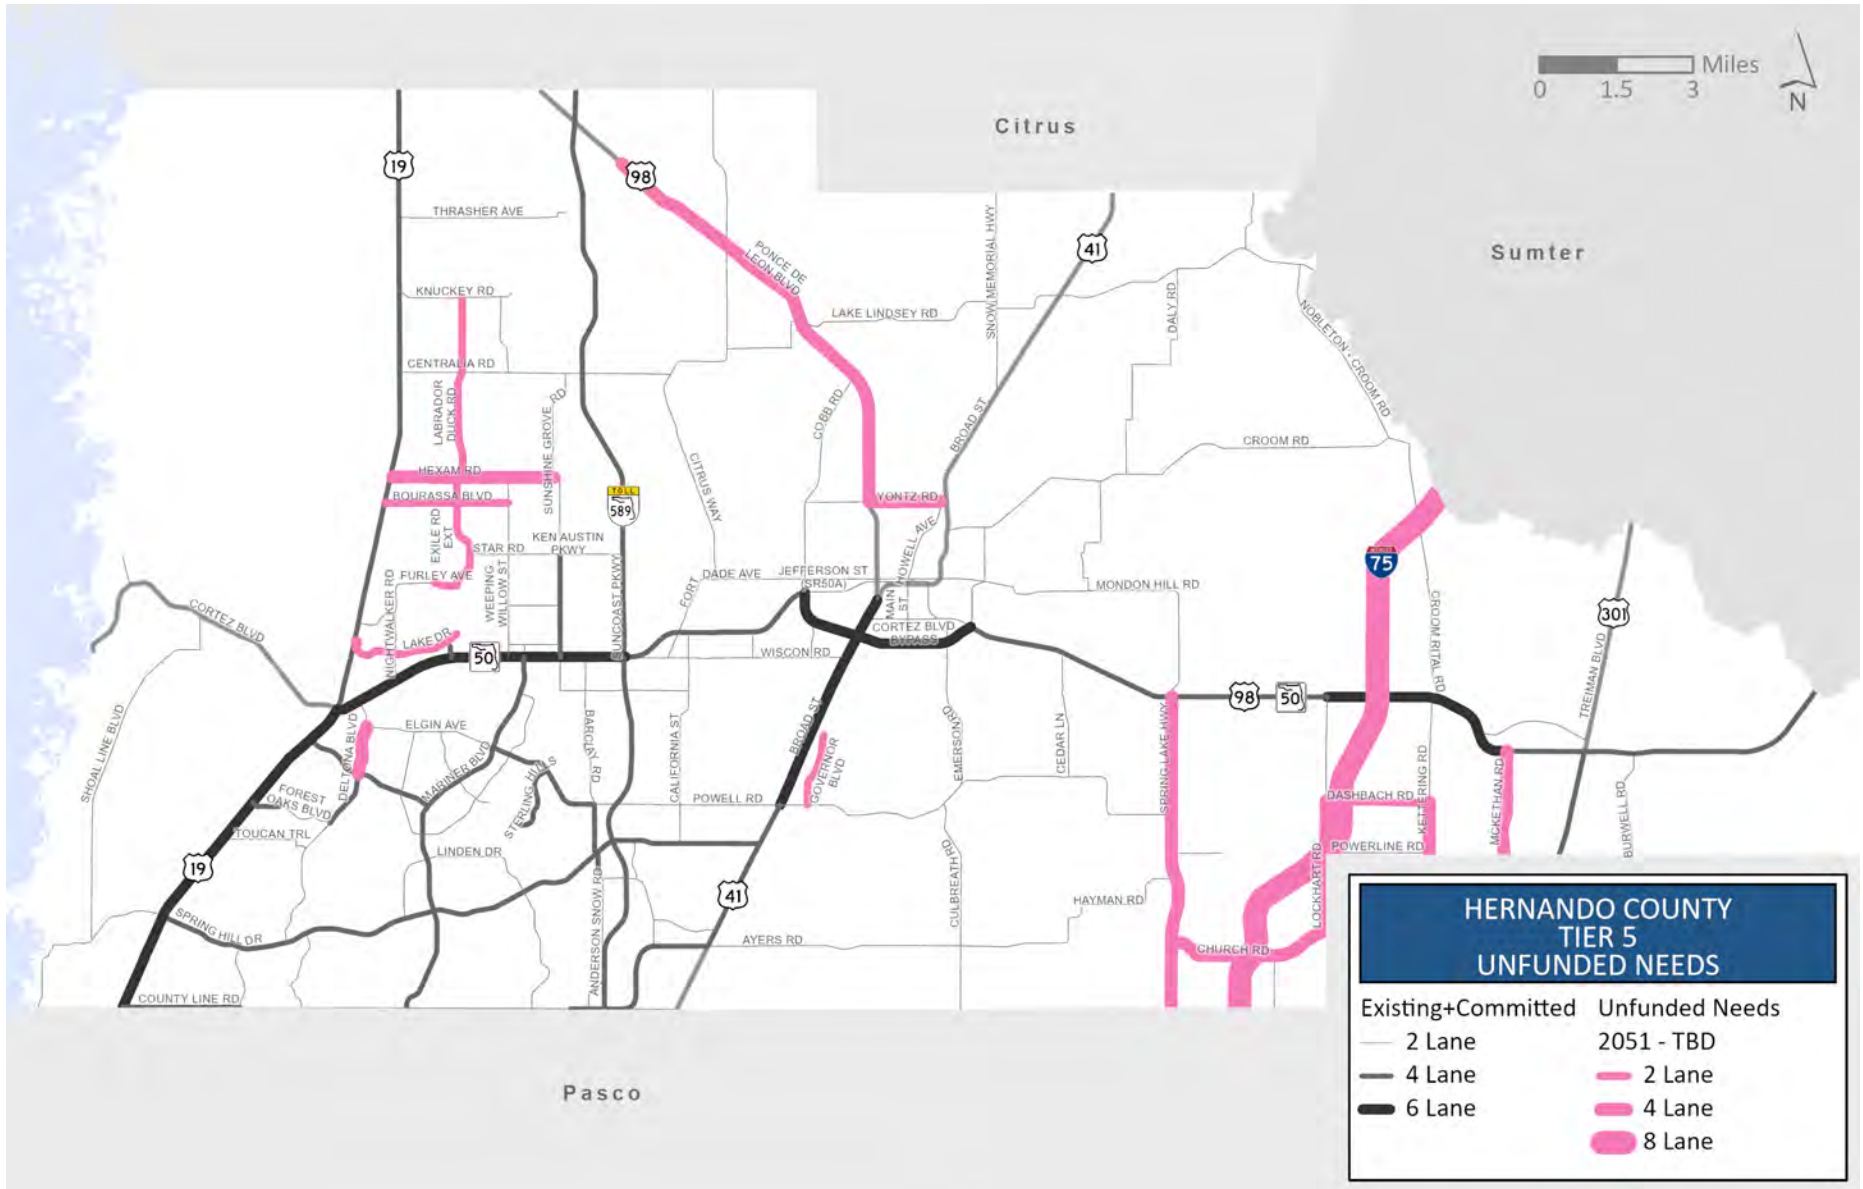 Miles
0 1.5 3
N
Citrus
19
98
THRASHER AVE
41
Sumter
PONCE DE
LEON BLVD
SNOW MEMORIAL HWY
KNUCKEY RD
LAKE LINDSEY RD
DALY RD
NOBLETON - CROOM RD
CENTRALIA RD
LABRADOR
DUCK RD
SUNSHINE GROVE RD
COBB RD
BROAD ST
CROOM RD
CITRUS WAY
HEXAM RD
BOURASSA BLVD
TOLL
589
YONTZ RD
EXILE RD
EXT
STAR RD
KEN AUSTIN
PKWY
HOWELL AVE
75
FURLEY AVE
WEEPING
WILLOW ST
SUNCOAST PKWY
FORT
DADE AVE
JEFFERSON ST
(SR50A)
MAIN
ST
MONDON HILL RD
CROOM RITAL RD
301
TREIMAN BLVD
CORTEZ BLVD
NIGHTWALKER RD
LAKE DR
50
WISCON RD
CORTEZ BLVD
BYPASS
98
50
SHOAL LINE BLVD
DELTONA BLVD
ELGIN AVE
MARINER BLVD
BARCLAY RD
CALIFORNIA ST
BROAD ST
GOVERNOR
BLVD
EMERSON RD
CEDAR LN
SPRING LAKE HWY
KETTERING RD
MCKETHAN RD
BURWELL RD
FOREST
OAKS BLVD
STERLING HILLS
POWELL RD
DASHBACH RD
TOUCAN TRL
LINDEN DR
POWERLINE RD
LOCKHART RD
19
41
ANDERSON SNOW RD
CULBREATH RD
HAYMAN RD
SPRING HILL DR
AYERS RD
CHURCH RD
COUNTY LINE RD
Pasco
HERNANDO COUNTY
TIER 5
UNFUNDED NEEDS
Existing+Committed
2 Lane
4 Lane
6 Lane
Unfunded Needs
2051 - TBD
2 Lane
4 Lane
8 Lane